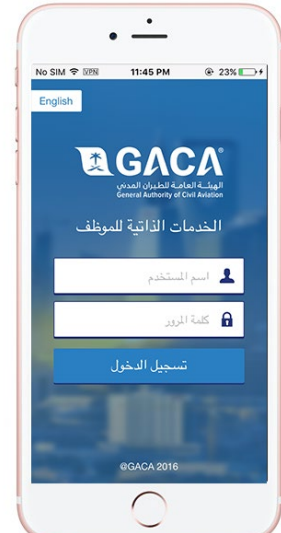 No SIM VPN 11:45 PM 23%
English
GACA
الهيئة العامة للطيران المدني
General Authority of Civil Aviation
الخدمات الذاتية للموظف
اسم المستخدم
كلمة المرور
تسجيل الدخول
@GACA 2016